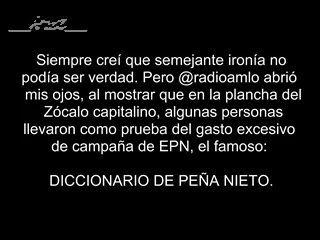 Siempre creí que semejante ironía no
podía ser verdad. Pero @radioamlo abrió
mis ojos, al mostrar que en la plancha del
Zócalo capitalino, algunas personas
llevaron como prueba del gasto excesivo
de campaña de EPN, el famoso:
DICCIONARIO DE PEÑA NIETO.